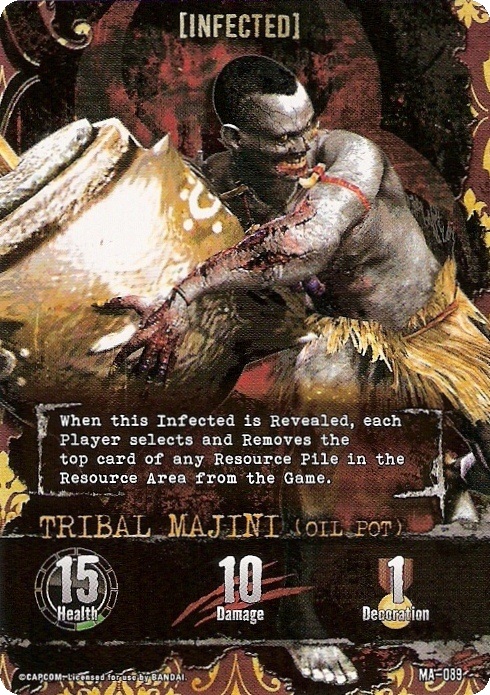 [INFECTED]
When this Infected is Revealed, each
Player selects and Removes the
top card of any Resource Pile in the
Resource Area from the Game.
TRIBAL MAJINI (OIL POT)
15 10 1
Health Damage Decoration
©CAPCOM. Licensed for use by BANDAI. MA-089